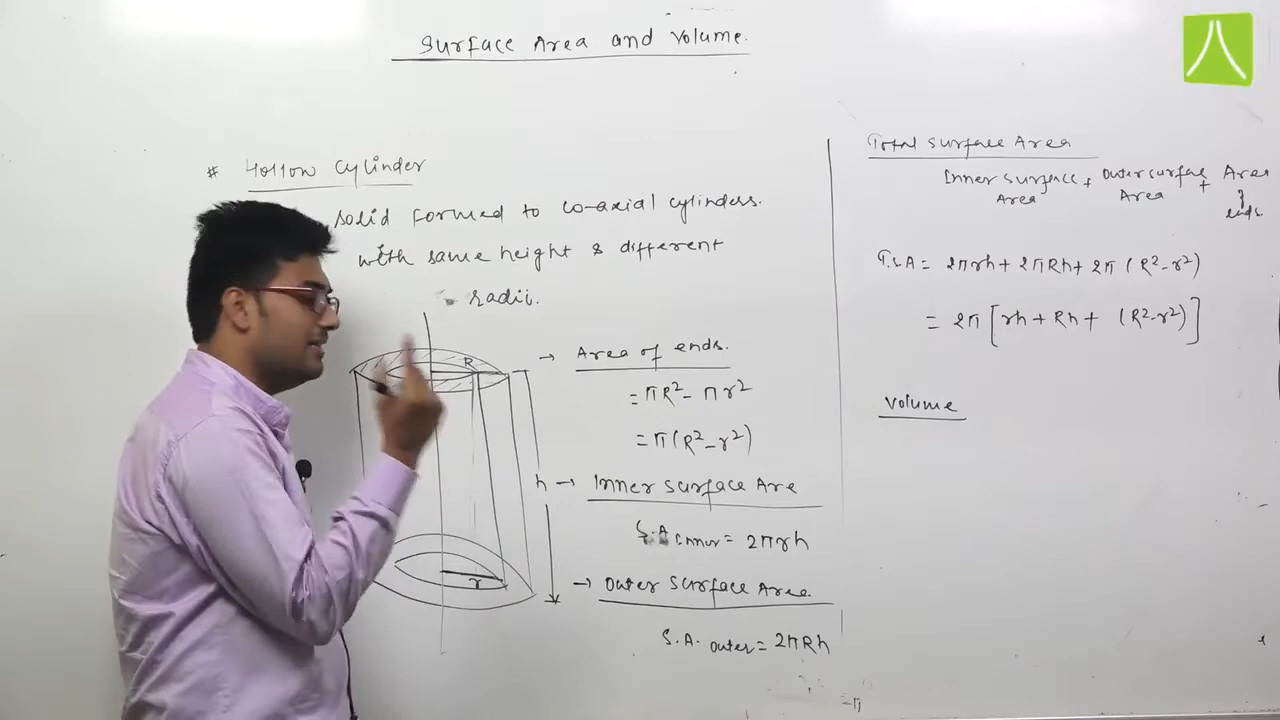 Surface Area and Volume.
# Hollow Cylinder
solid formed to co-axial cylinders.
with same height & different
radii.
R
h
r
→ Area of ends.
= πR² - πr²
= π(R² - r²)
→ Inner Surface Are
S.A inner = 2πrh
→ Outer Surface Area.
S.A. outer = 2πRh
Total Surface Area
Inner Surface Area + Outer Surface Area + Area of ends.
T.S.A = 2πrh + 2πRh + 2π(R² - r²)
= 2π[rh + Rh + (R² - r²)]
Volume